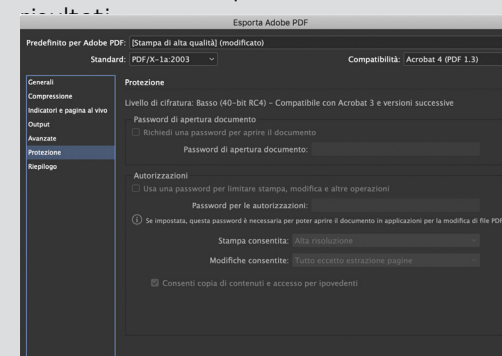 risultati
Esporta Adobe PDF
Predefinito per Adobe PDF: [Stampa di alta qualità] (modificato)
Standard: PDF/X-1a:2003 Compatibilità: Acrobat 4 (PDF 1.3)
Generali
Compressione
Indicatori e pagina al vivo
Output
Avanzate
Protezione
Riepilogo
Protezione
Livello di cifratura: Basso (40-bit RC4) – Compatibile con Acrobat 3 e versioni successive
Password di apertura documento
Richiedi una password per aprire il documento
Password di apertura documento:
Autorizzazioni
Usa una password per limitare stampa, modifica e altre operazioni
Password per le autorizzazioni:
Se impostata, questa password è necessaria per poter aprire il documento in applicazioni per la modifica di file PDF
Stampa consentita: Alta risoluzione
Modifiche consentite: Tutto eccetto estrazione pagine
Consenti copia di contenuti e accesso per ipovedenti